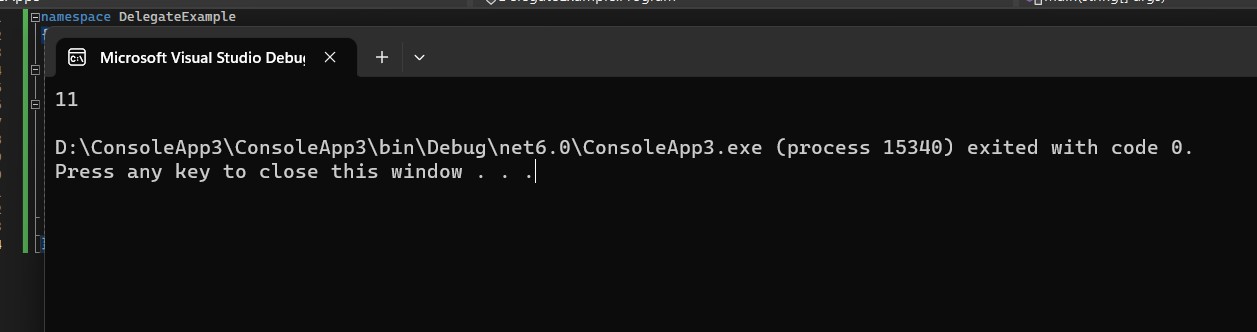 namespace DelegateExample
Microsoft Visual Studio Debu
11
D:\ConsoleApp3\ConsoleApp3\bin\Debug\net6.0\ConsoleApp3.exe (process 15340) exited with code 0.
Press any key to close this window . . .